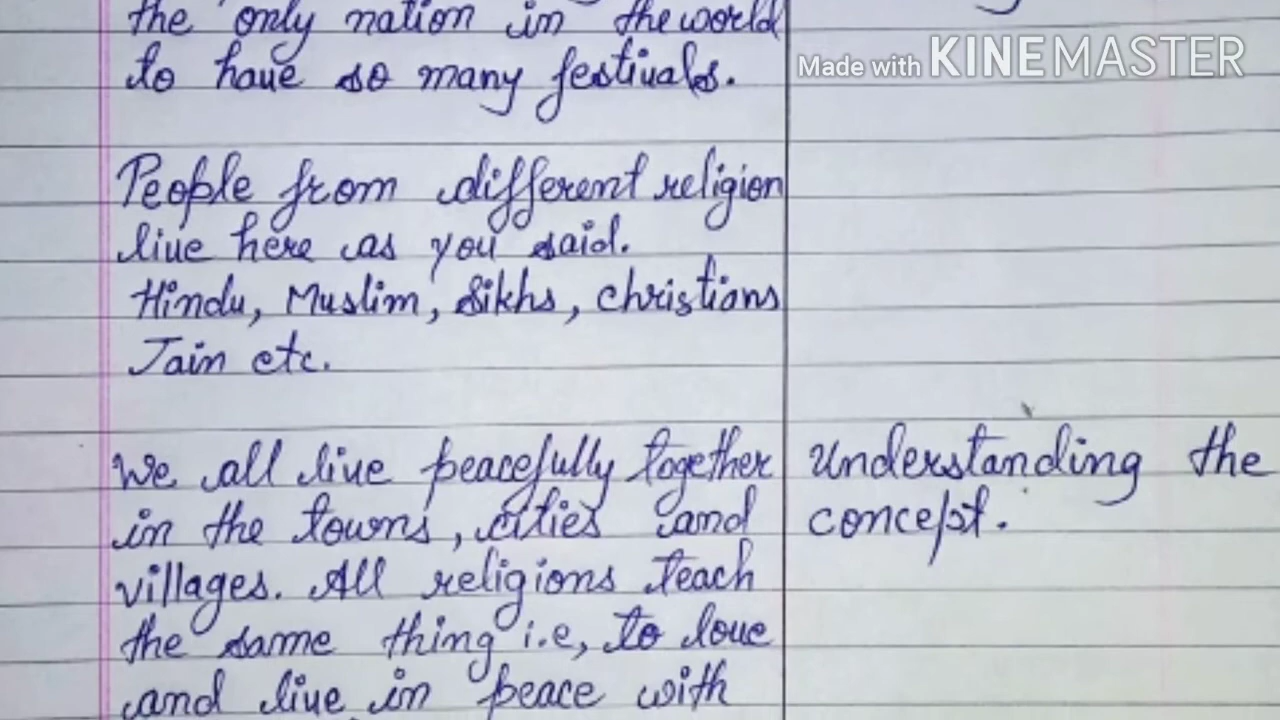 the only nation in the world
to have so many festivals.
Made with KINEMASTER
People from different religion
live here as you said.
Hindu, Muslim, Sikhs, Christians
Jain etc.
We all live peacefully together
in the towns, cities and
villages. All religions teach
the same thing i.e, to love
and live in peace with
Understanding the
concept.